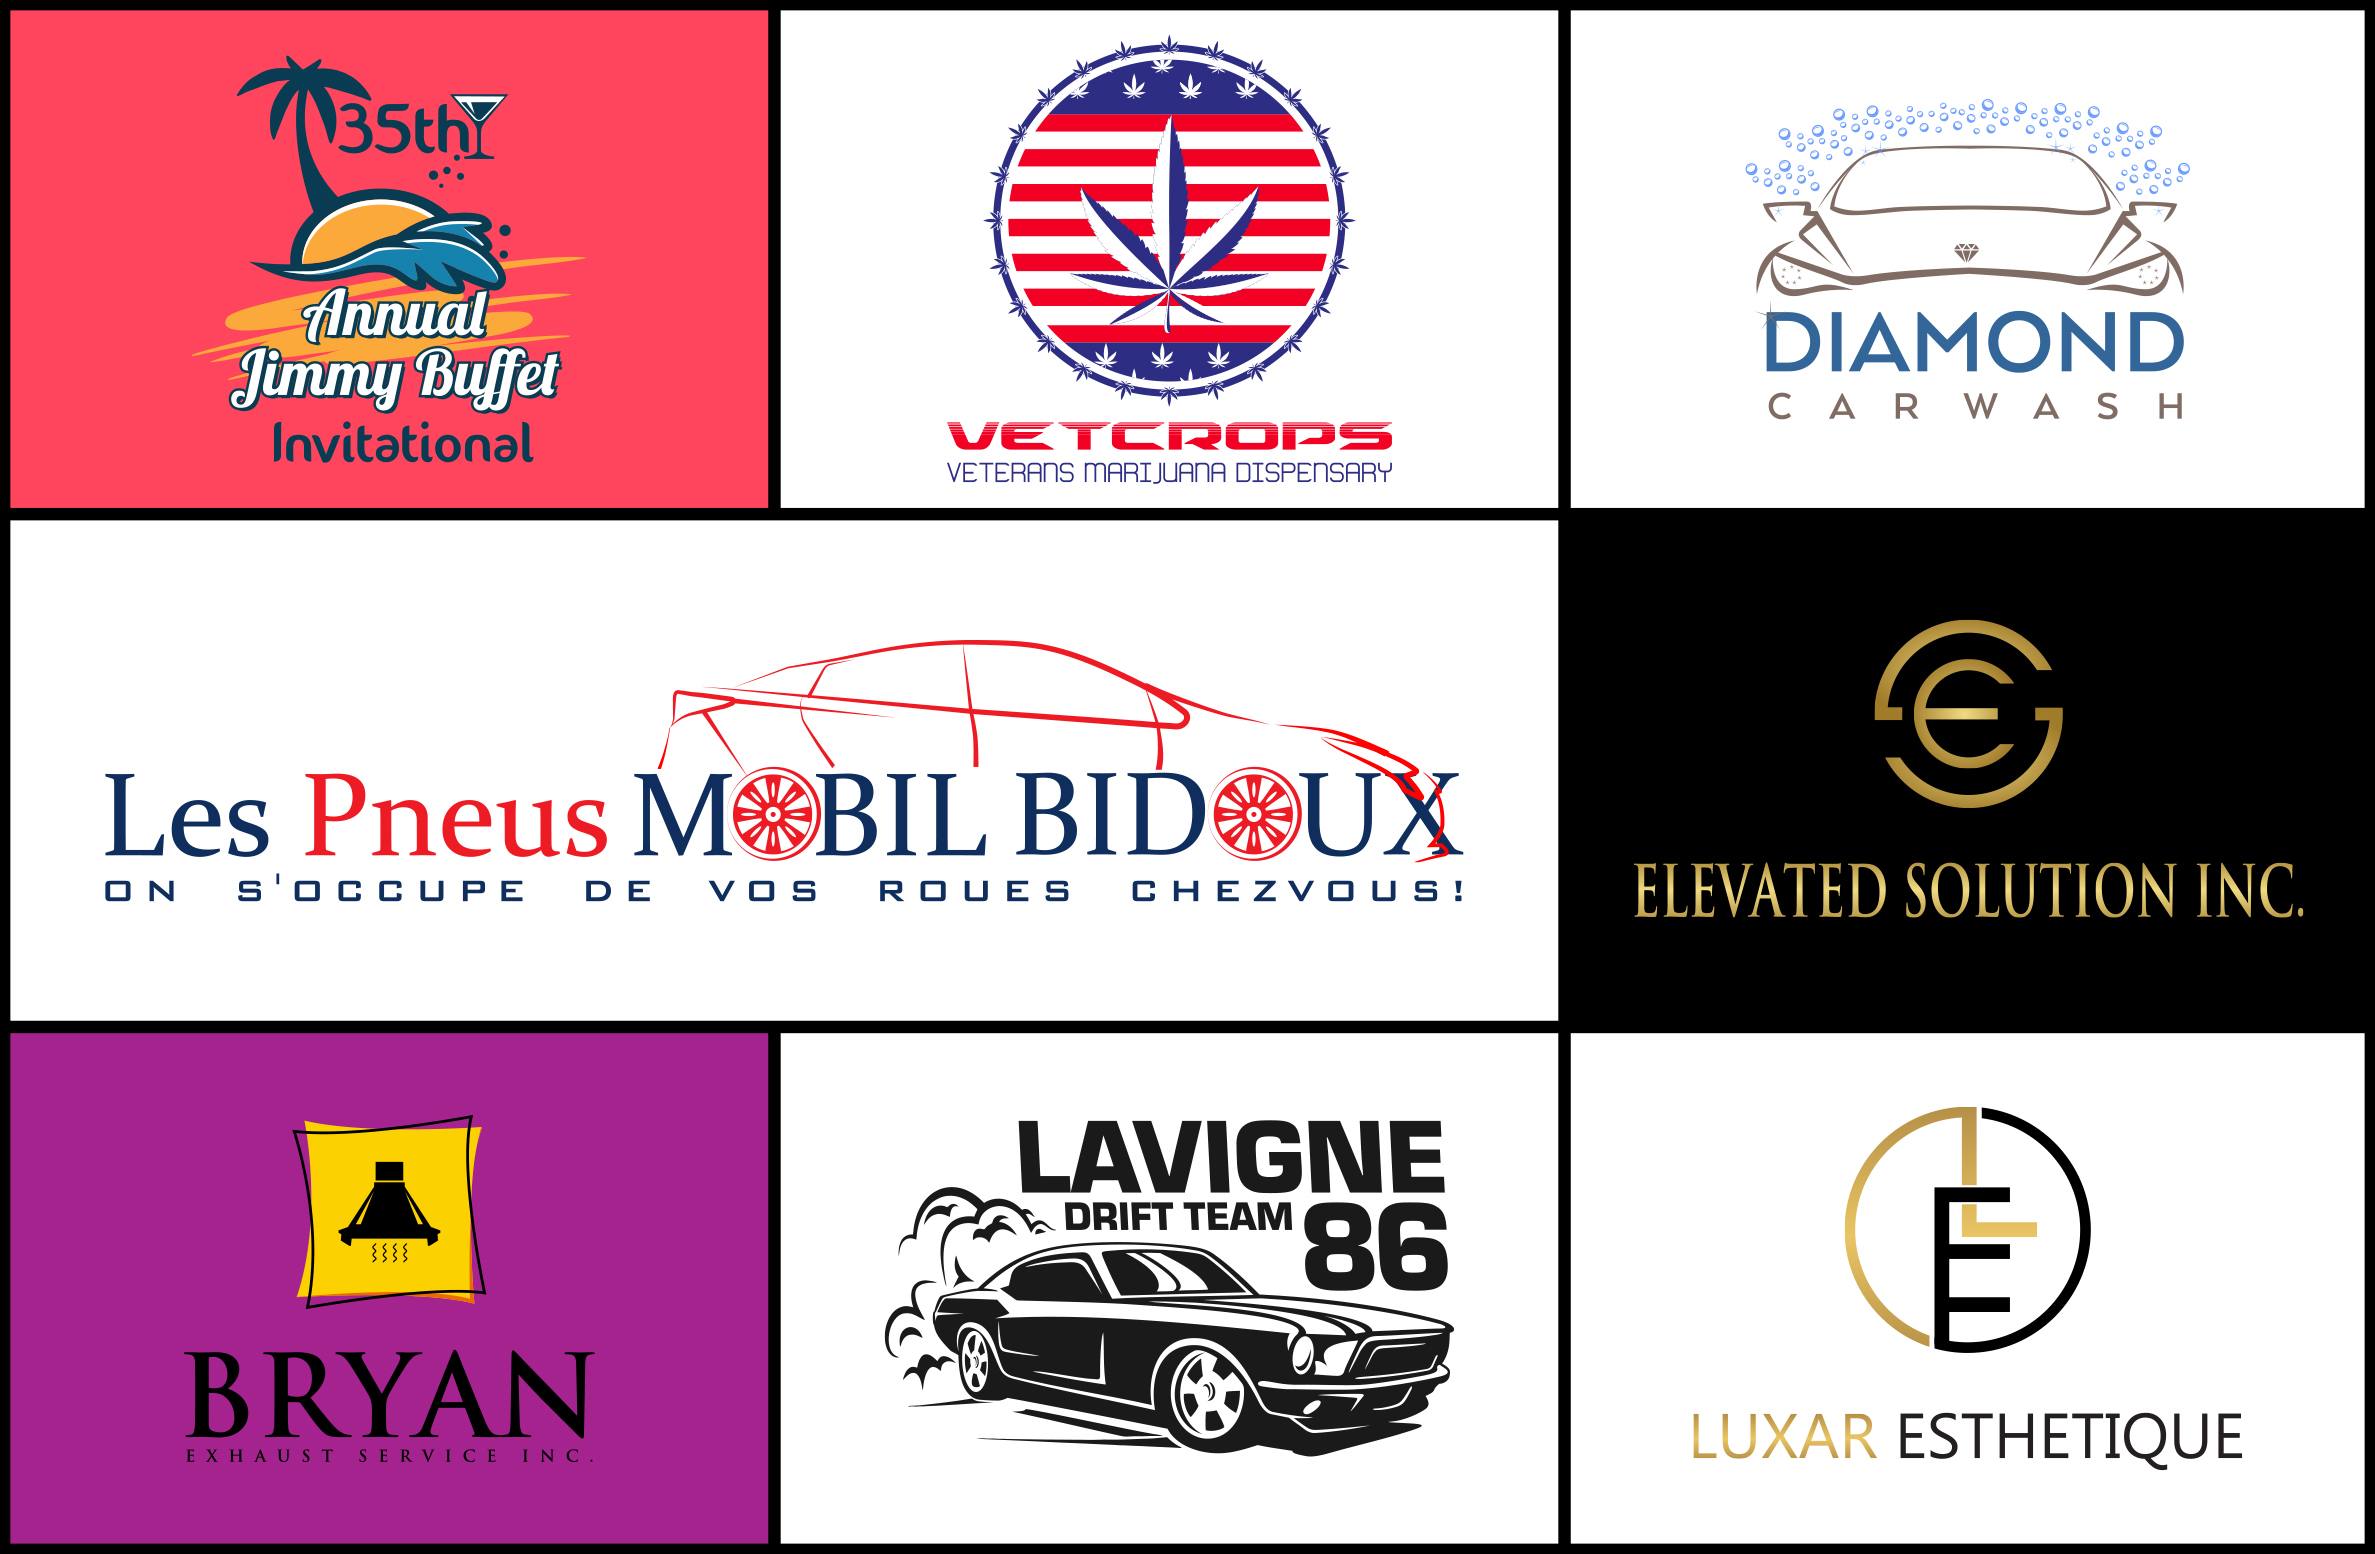 35th
Annual
Jimmy Buffet
Invitational
VETCROPS
VETERANS MARIJUANA DISPENSARY
DIAMOND
CAR WASH
Les Pneus MOBIL BIDOUX
ON S'OCCUPE DE VOS ROUES CHEZVOUS!
ELEVATED SOLUTION INC.
BRYAN
EXHAUST SERVICE INC.
LAVIGNE
DRIFT TEAM 86
LUXAR ESTHETIQUE